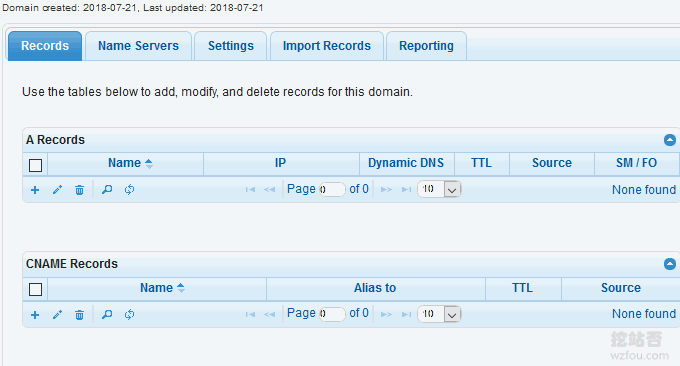 Domain created: 2018-07-21, Last updated: 2018-07-21
Records Name Servers Settings Import Records Reporting
Use the tables below to add, modify, and delete records for this domain.
A Records
Name IP Dynamic DNS TTL Source SM / FO
Page 0 of 0 10 None found
CNAME Records
Name Alias to TTL Source
Page 0 of 0 10 None found
挖站否
wzfou.com